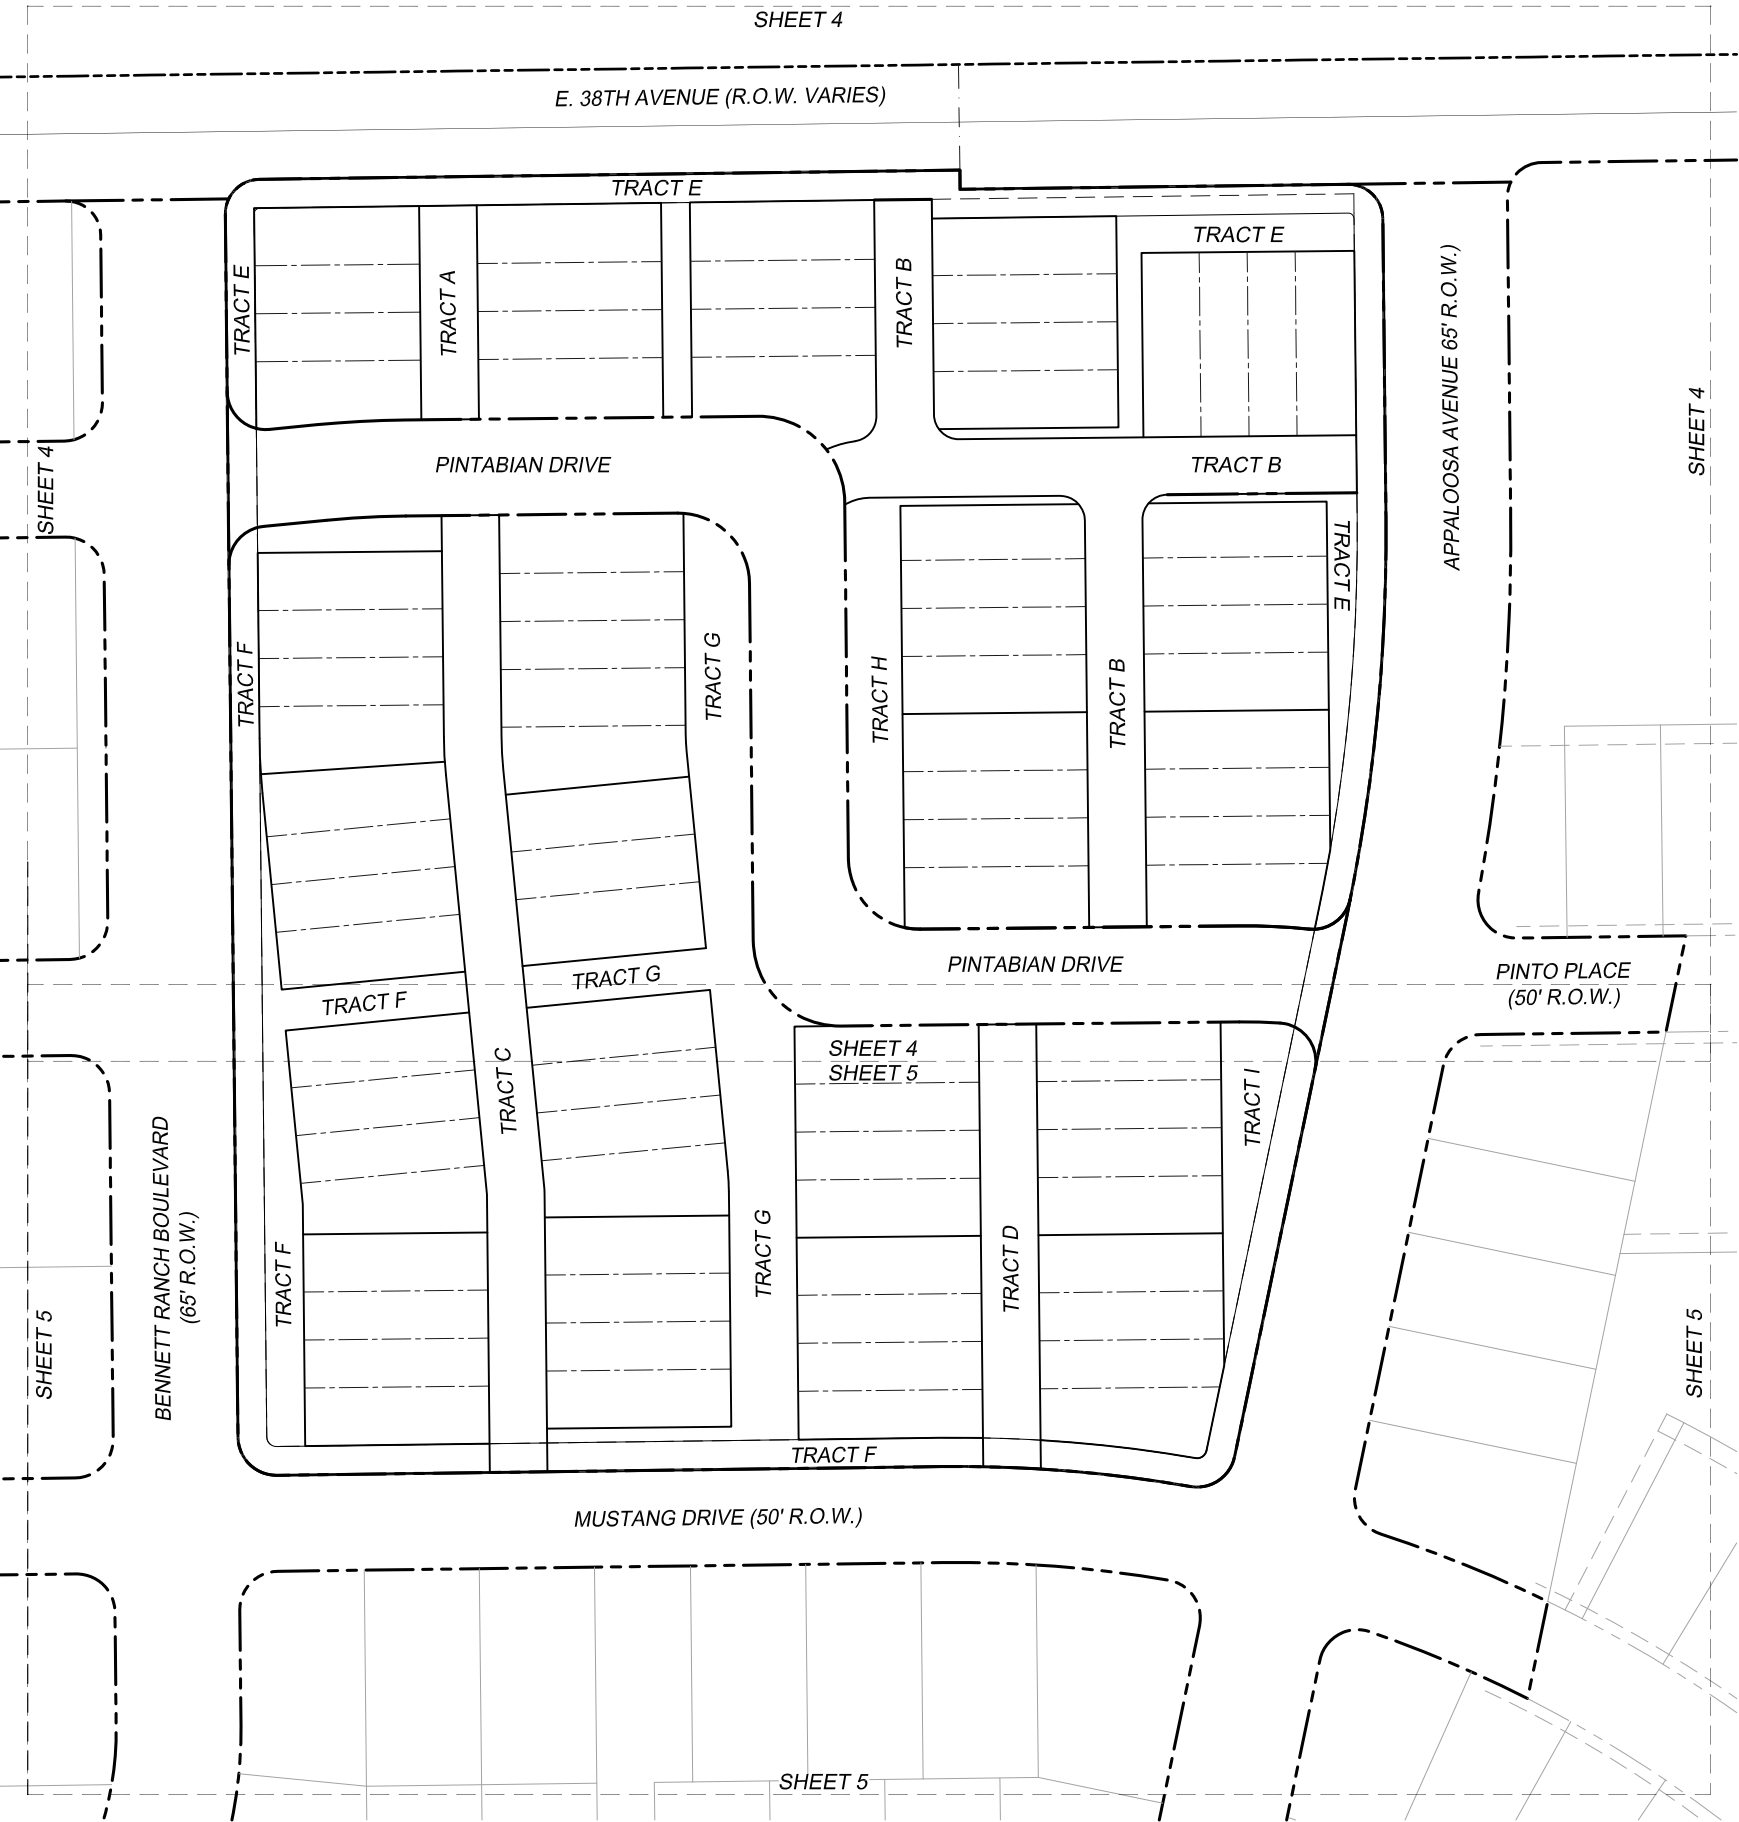 SHEET 4
E. 38TH AVENUE (R.O.W. VARIES)
TRACT E
TRACT E
TRACT E
TRACT A
TRACT B
APPALOOSA AVENUE 65' R.O.W.)
SHEET 4
SHEET 4
PINTABIAN DRIVE
TRACT B
TRACT E
TRACT F
TRACT G
TRACT H
TRACT B
PINTABIAN DRIVE
PINTO PLACE
(50' R.O.W.)
TRACT G
TRACT F
SHEET 4
SHEET 5
TRACT C
TRACT I
BENNETT RANCH BOULEVARD
(65' R.O.W.)
TRACT F
TRACT G
TRACT D
SHEET 5
SHEET 5
TRACT F
MUSTANG DRIVE (50' R.O.W.)
SHEET 5